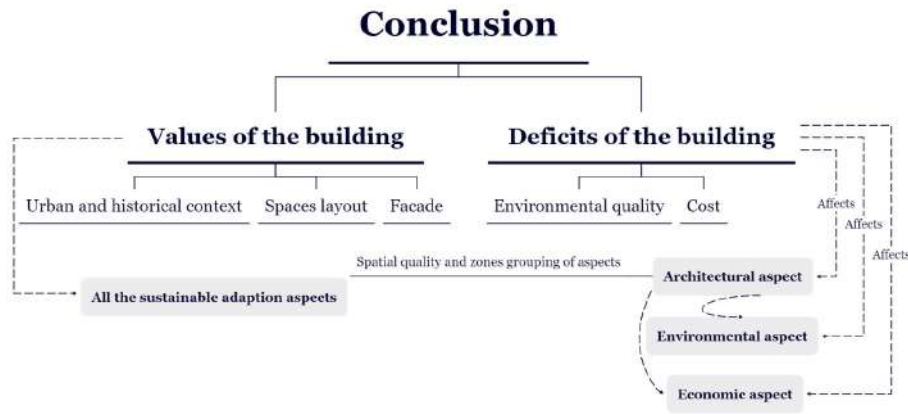 Conclusion
Values of the building
Deficits of the building
Urban and historical context
Spaces layout
Facade
Environmental quality
Cost
Affects
Affects
Affects
Spatial quality and zones grouping of aspects
Architectural aspect
All the sustainable adaption aspects
Environmental aspect
Economic aspect